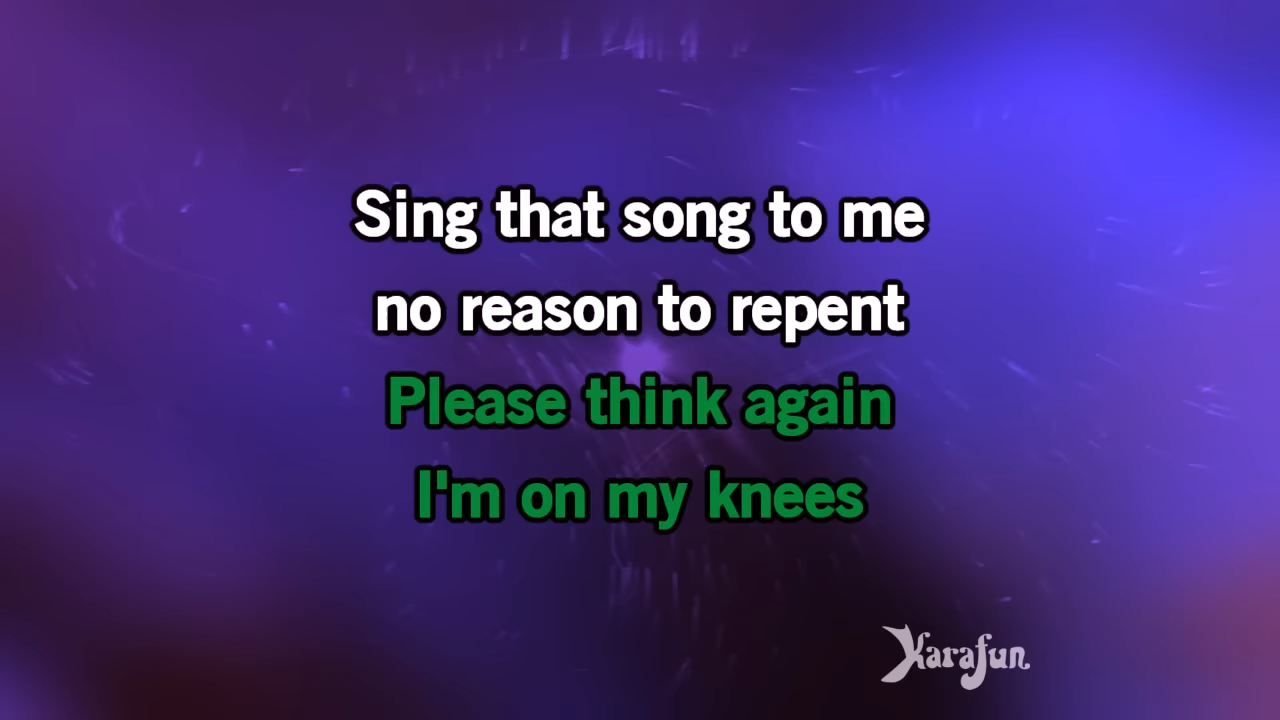 Sing that song to me
no reason to repent
Please think again
I'm on my knees
Karafun